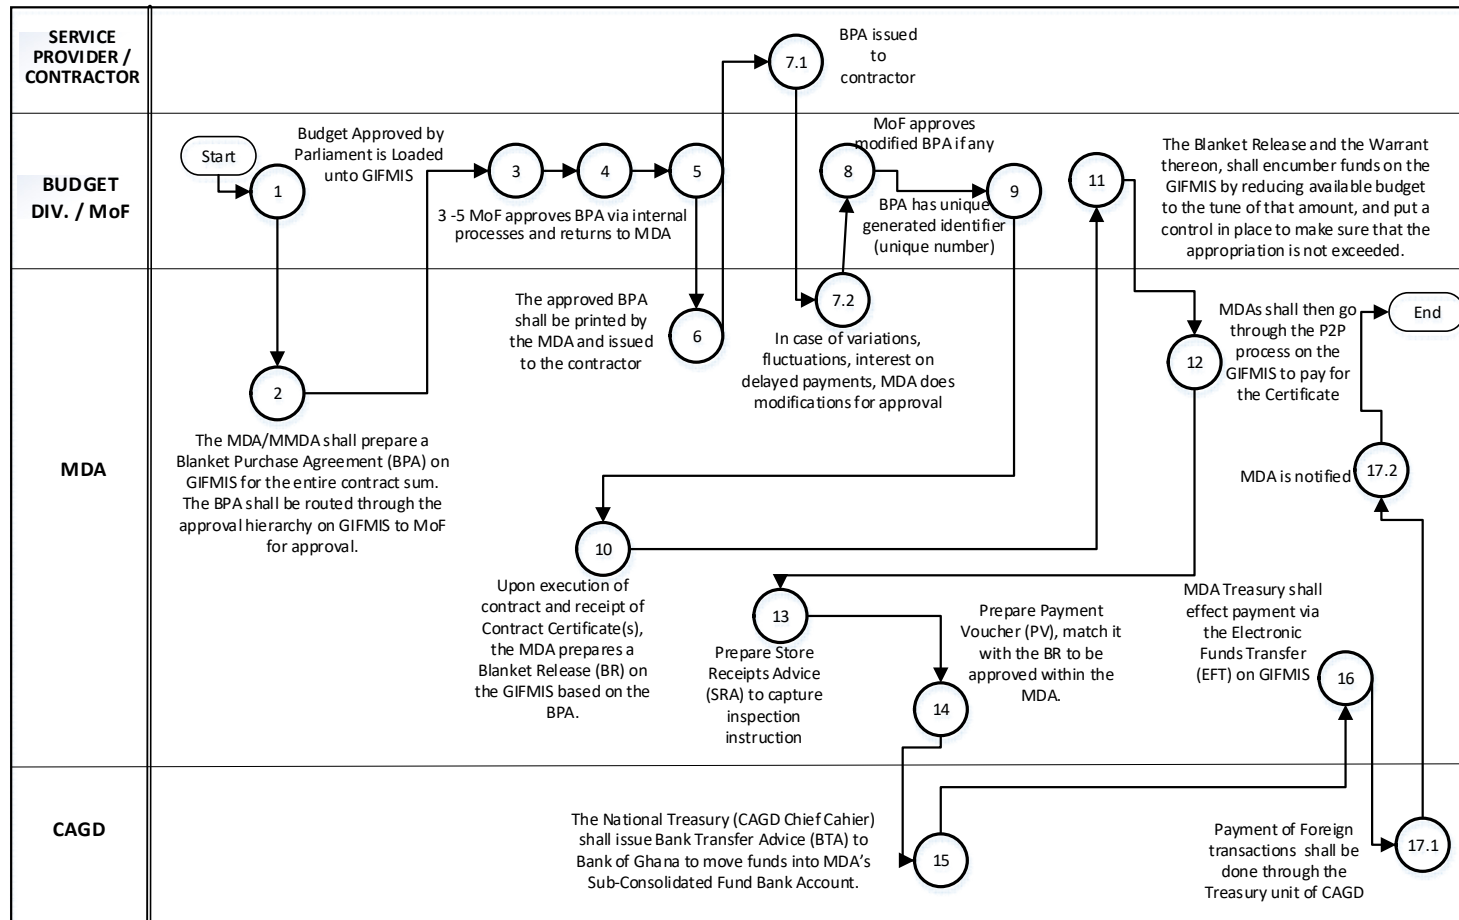 SERVICE
PROVIDER /
CONTRACTOR
7.1
BPA issued
to
contractor
BUDGET
DIV. / MoF
Start
1
Budget Approved by
Parliament is Loaded
unto GIFMIS
3
4
5
3 -5 MoF approves BPA via internal
processes and returns to MDA
MoF approves
modified BPA if any
8
9
BPA has unique
generated identifier
(unique number)
11
The Blanket Release and the Warrant
thereon, shall encumber funds on the
GIFMIS by reducing available budget
to the tune of that amount, and put a
control in place to make sure that the
appropriation is not exceeded.
MDA
2
The MDA/MMDA shall prepare a
Blanket Purchase Agreement (BPA) on
GIFMIS for the entire contract sum.
The BPA shall be routed through the
approval hierarchy on GIFMIS to MoF
for approval.
The approved BPA
shall be printed by
the MDA and issued
to the contractor
6
7.2
In case of variations,
fluctuations, interest on
delayed payments, MDA does
modifications for approval
12
MDAs shall then go
through the P2P
process on the
GIFMIS to pay for
the Certificate
End
MDA is notified
17.2
10
Upon execution of
contract and receipt of
Contract Certificate(s),
the MDA prepares a
Blanket Release (BR) on
the GIFMIS based on the
BPA.
13
Prepare Store
Receipts Advice
(SRA) to capture
inspection
instruction
Prepare Payment
Voucher (PV), match it
with the BR to be
approved within the
MDA.
14
MDA Treasury shall
effect payment via
the Electronic
Funds Transfer
(EFT) on GIFMIS
16
CAGD
The National Treasury (CAGD Chief Cahier)
shall issue Bank Transfer Advice (BTA) to
Bank of Ghana to move funds into MDA's
Sub-Consolidated Fund Bank Account.
15
Payment of Foreign
transactions shall be
done through the
Treasury unit of CAGD
17.1